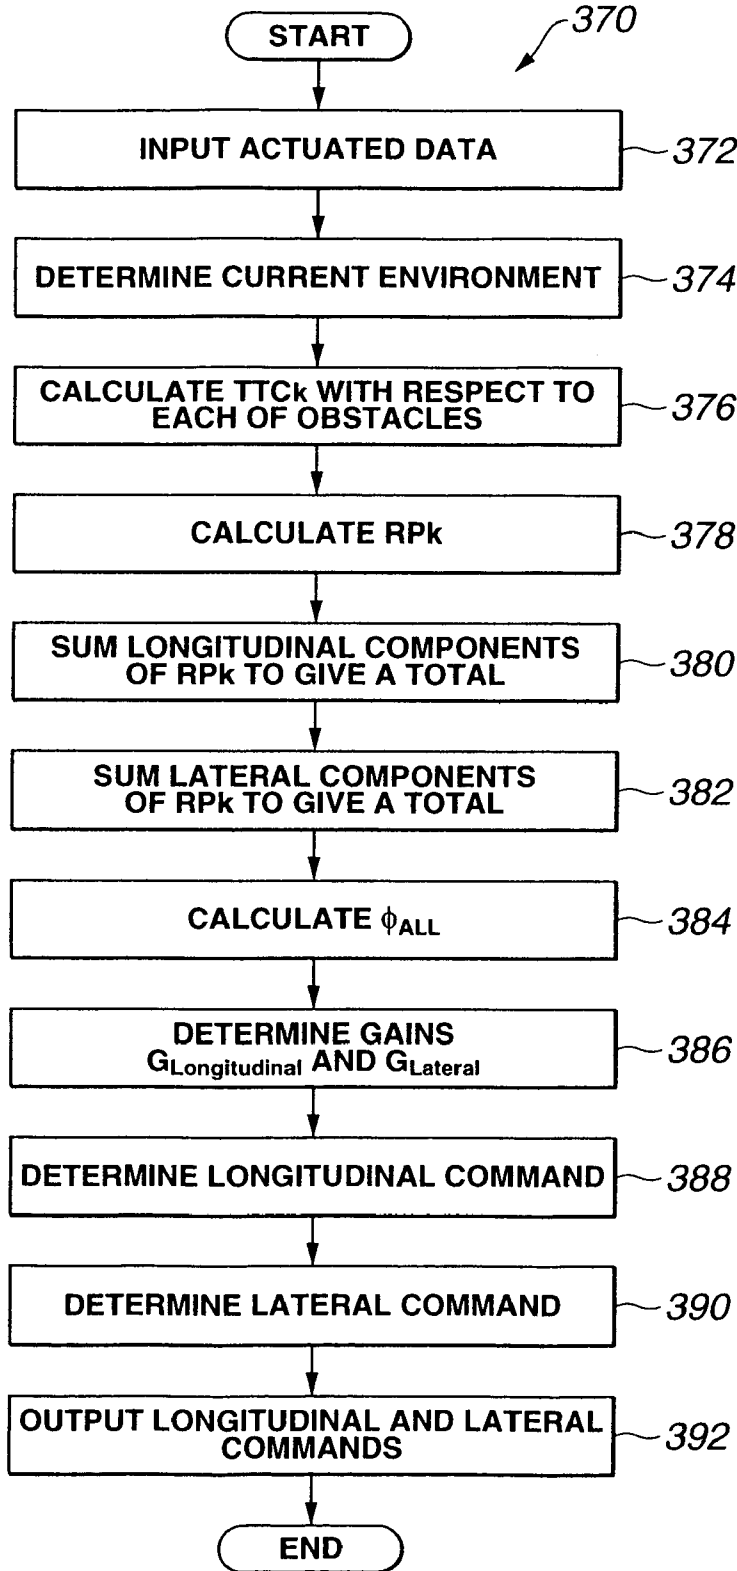 START
370
INPUT ACTUATED DATA
372
DETERMINE CURRENT ENVIRONMENT
374
CALCULATE TTCk WITH RESPECT TO
EACH OF OBSTACLES
376
CALCULATE RPk
378
SUM LONGITUDINAL COMPONENTS
OF RPk TO GIVE A TOTAL
380
SUM LATERAL COMPONENTS
OF RPk TO GIVE A TOTAL
382
CALCULATE ϕALL
384
DETERMINE GAINS
GLongitudinal AND GLateral
386
DETERMINE LONGITUDINAL COMMAND
388
DETERMINE LATERAL COMMAND
390
OUTPUT LONGITUDINAL AND LATERAL
COMMANDS
392
END